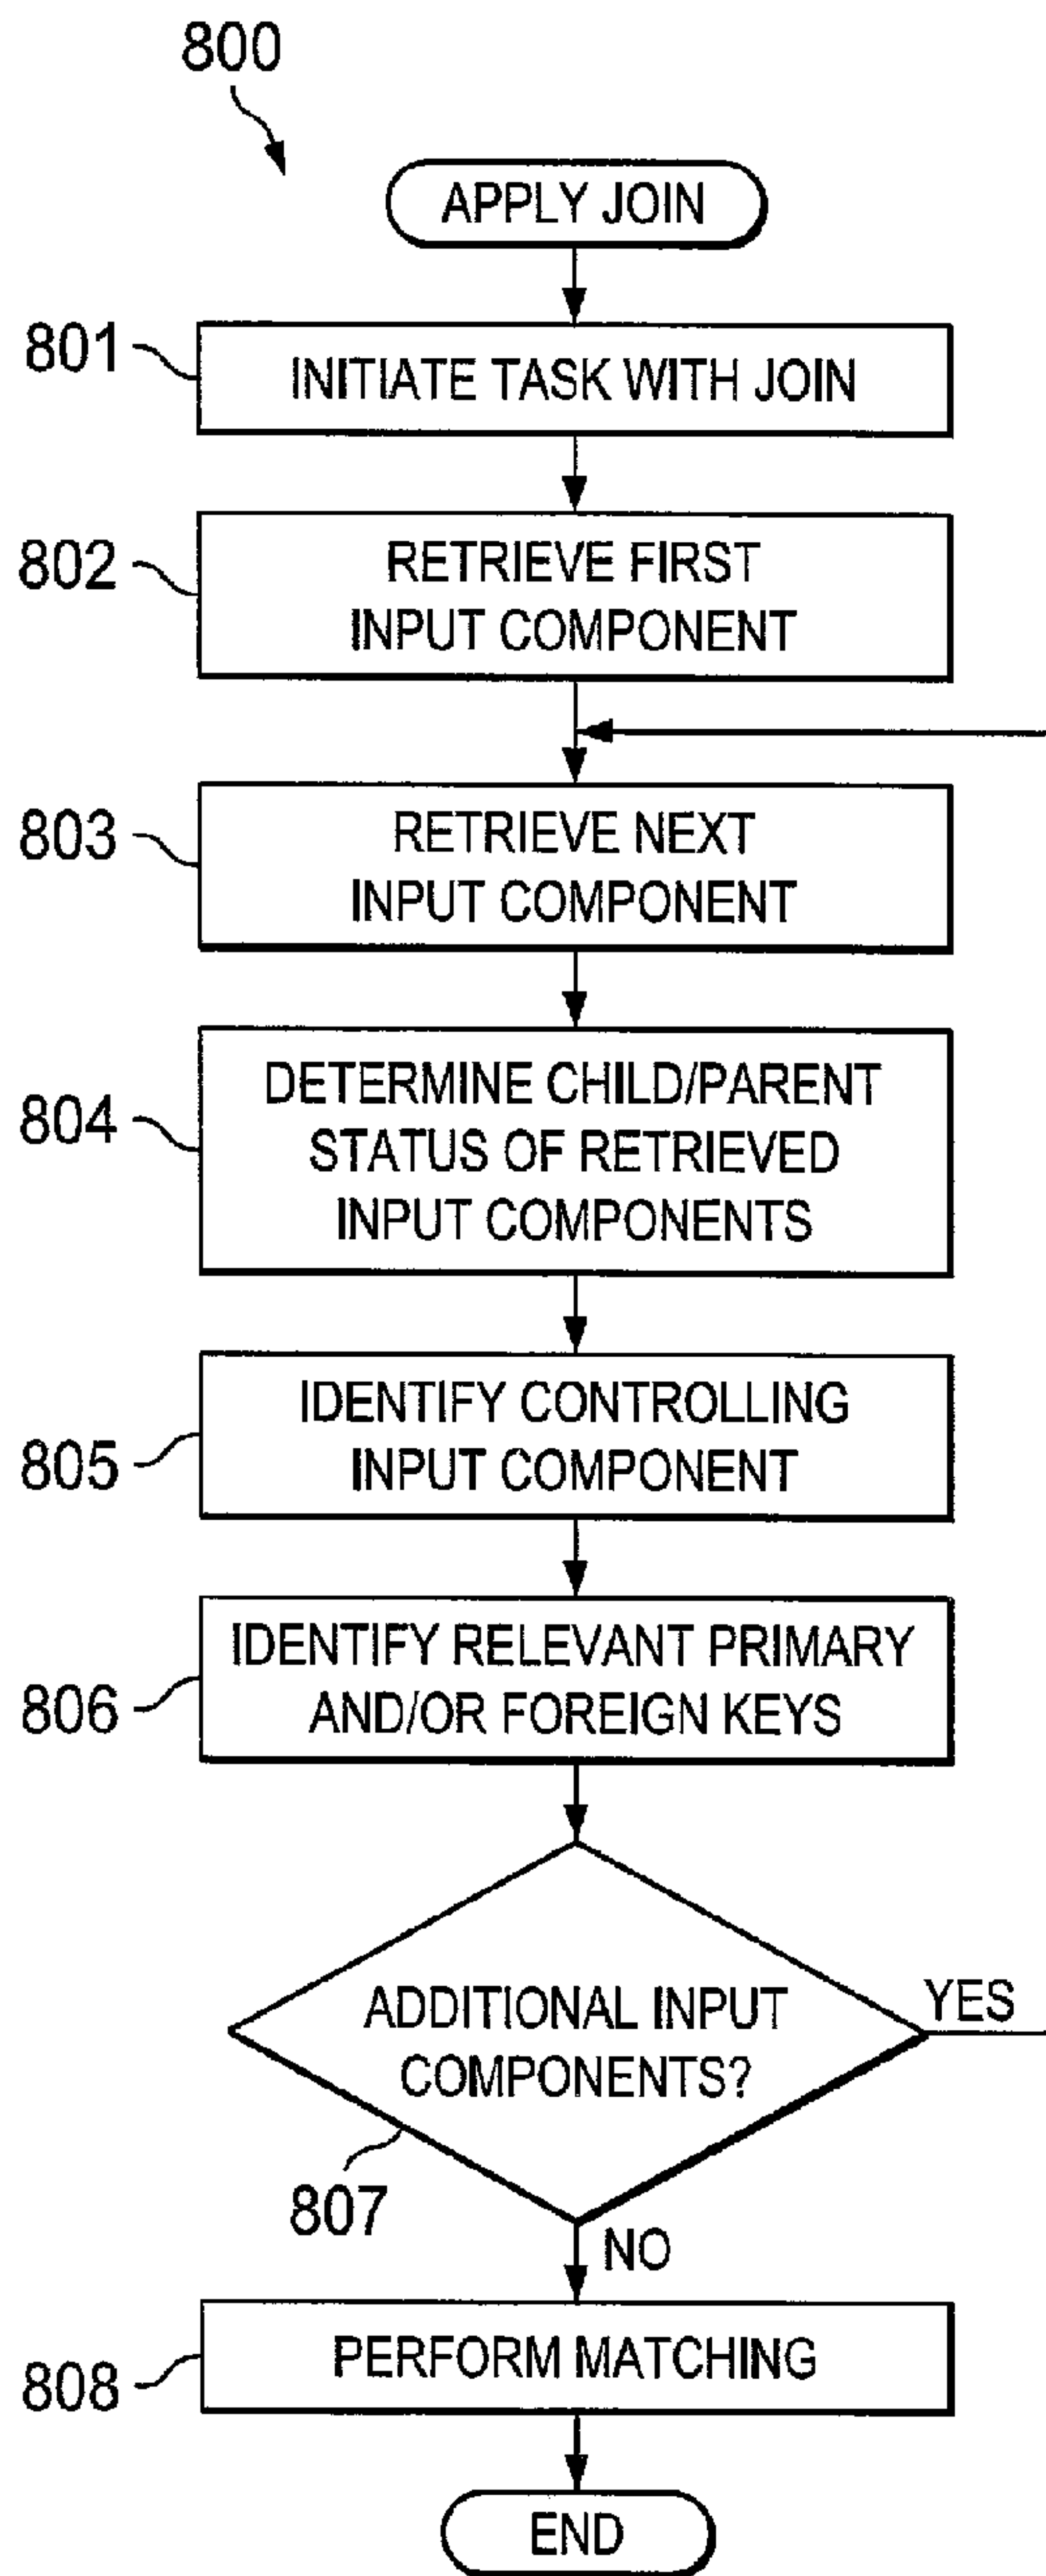 800
APPLY JOIN
801
INITIATE TASK WITH JOIN
802
RETRIEVE FIRST
INPUT COMPONENT
803
RETRIEVE NEXT
INPUT COMPONENT
804
DETERMINE CHILD/PARENT
STATUS OF RETRIEVED
INPUT COMPONENTS
805
IDENTIFY CONTROLLING
INPUT COMPONENT
806
IDENTIFY RELEVANT PRIMARY
AND/OR FOREIGN KEYS
ADDITIONAL INPUT
COMPONENTS?
YES
807
NO
808
PERFORM MATCHING
END